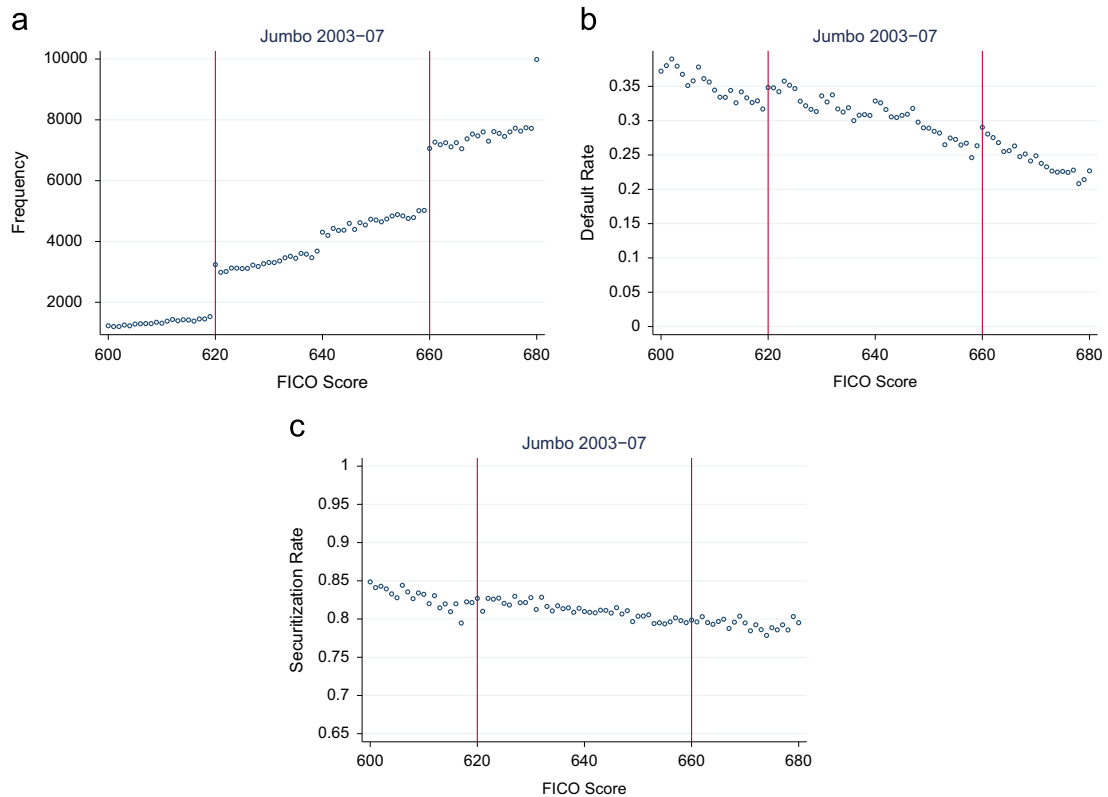 a
Jumbo 2003−07
10000
8000
6000
4000
2000
Frequency
600 620 640 660 680
FICO Score
b
Jumbo 2003−07
0.35
0.3
0.25
0.2
0.15
0.1
0.05
0
Default Rate
600 620 640 660 680
FICO Score
c
Jumbo 2003−07
1
0.95
0.9
0.85
0.8
0.75
0.7
0.65
Securitization Rate
600 620 640 660 680
FICO Score